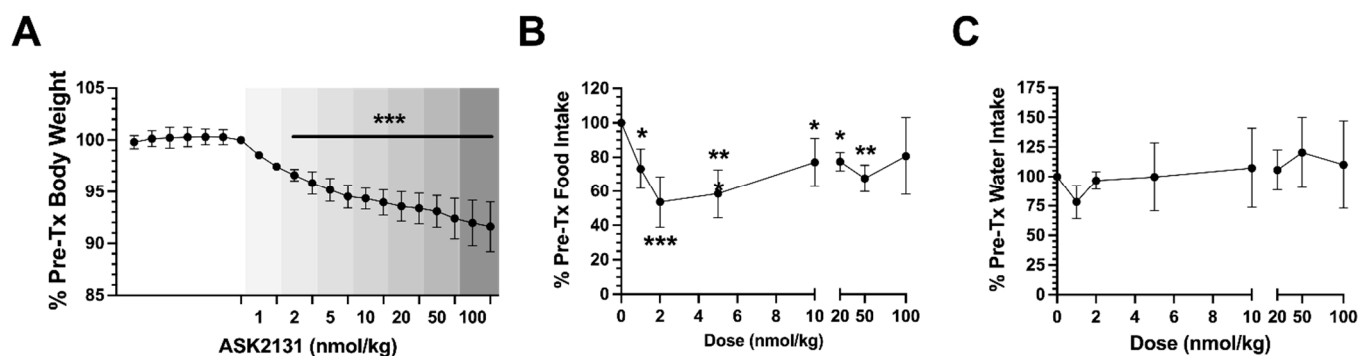 A
% Pre-Tx Body Weight
105
100
95
90
85
***
1 2 5 10 20 50 100
ASK2131 (nmol/kg)
B
% Pre-Tx Food Intake
120
100
80
60
40
20
0
*
***
**
*
*
*
**
0 2 4 6 8 10 20 50 100
Dose (nmol/kg)
C
% Pre-Tx Water Intake
175
150
125
100
75
50
25
0
0 2 4 6 8 10 20 50 100
Dose (nmol/kg)